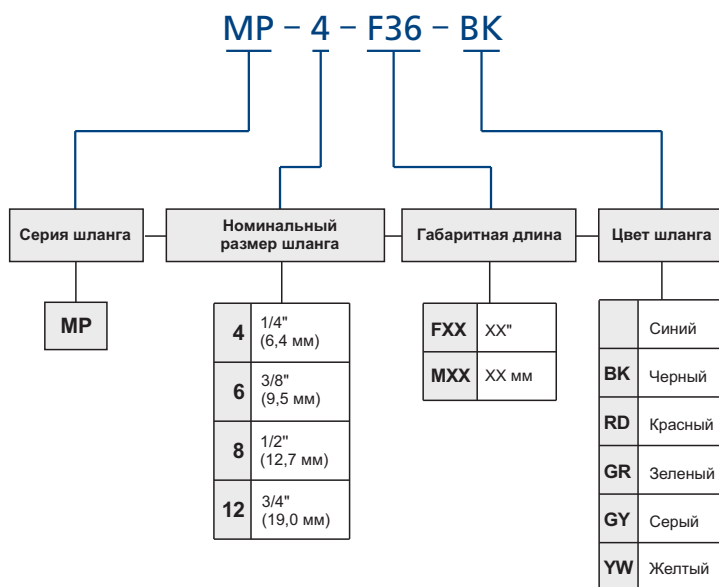 MP – 4 – F36 – BK
Серия шланга
Номинальный
размер шланга
Габаритная длина
Цвет шланга
MP
4
1/4"
(6,4 мм)
6
3/8"
(9,5 мм)
8
1/2"
(12,7 мм)
12
3/4"
(19,0 мм)
FXX XX"
MXX XX мм
Синий
BK Черный
RD Красный
GR Зеленый
GY Серый
YW Желтый